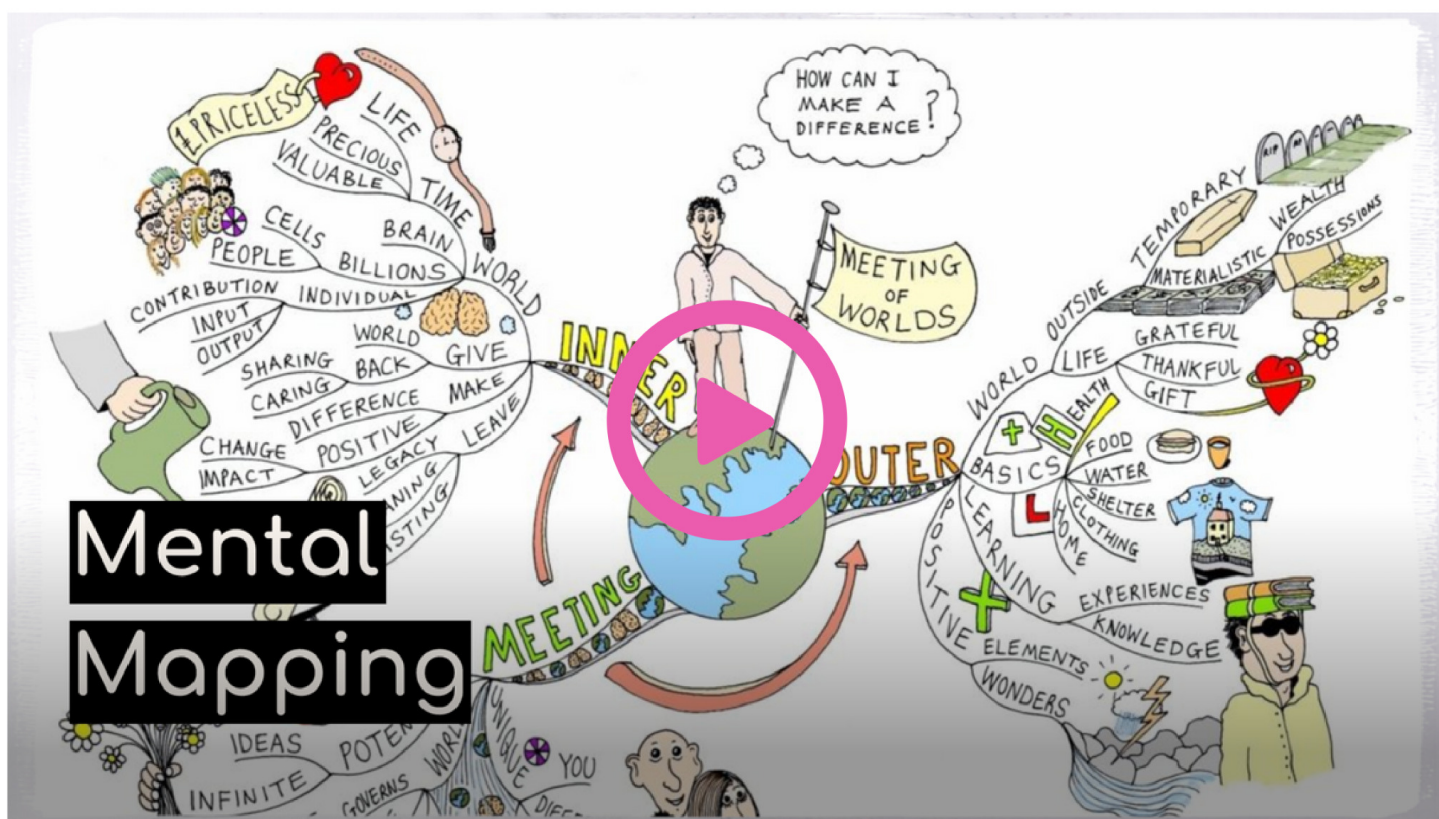 HOW CAN I
MAKE A
DIFFERENCE?
MEETING
OF
WORLDS
INNER
WORLD
TIME
LIFE
PRECIOUS
VALUABLE
£PRICELESS
BRAIN
BILLIONS
CELLS
PEOPLE
INDIVIDUAL
CONTRIBUTION
INPUT
OUTPUT
GIVE
WORLD
BACK
SHARING
CARING
MAKE
DIFFERENCE
POSITIVE
CHANGE
IMPACT
LEAVE
LEGACY
OUTER
WORLD
OUTSIDE
TEMPORARY
RIP
MATERIALISTIC
WEALTH
POSSESSIONS
LIFE
GRATEFUL
THANKFUL
GIFT
BASICS
HEALTH
FOOD
WATER
SHELTER
CLOTHING
HOME
L
LEARNING
EXPERIENCES
KNOWLEDGE
POSITIVE
ELEMENTS
WONDERS
MEETING
UNIQUE
YOU
WORLD
GOVERNS
IDEAS
INFINITE
Mental
Mapping